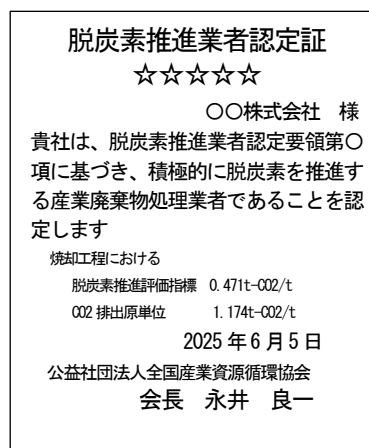 脱炭素推進業者認定証
☆☆☆☆☆
〇〇株式会社　様
貴社は、脱炭素推進業者認定要領第〇
項に基づき、積極的に脱炭素を推進す
る産業廃棄物処理業者であることを認
定します
焼却工程における
脱炭素推進評価指標　0.471t-CO2/t
CO2 排出原単位　1.174t-CO2/t
2025 年 6 月 5 日
公益社団法人全国産業資源循環協会
会長　永井　良一